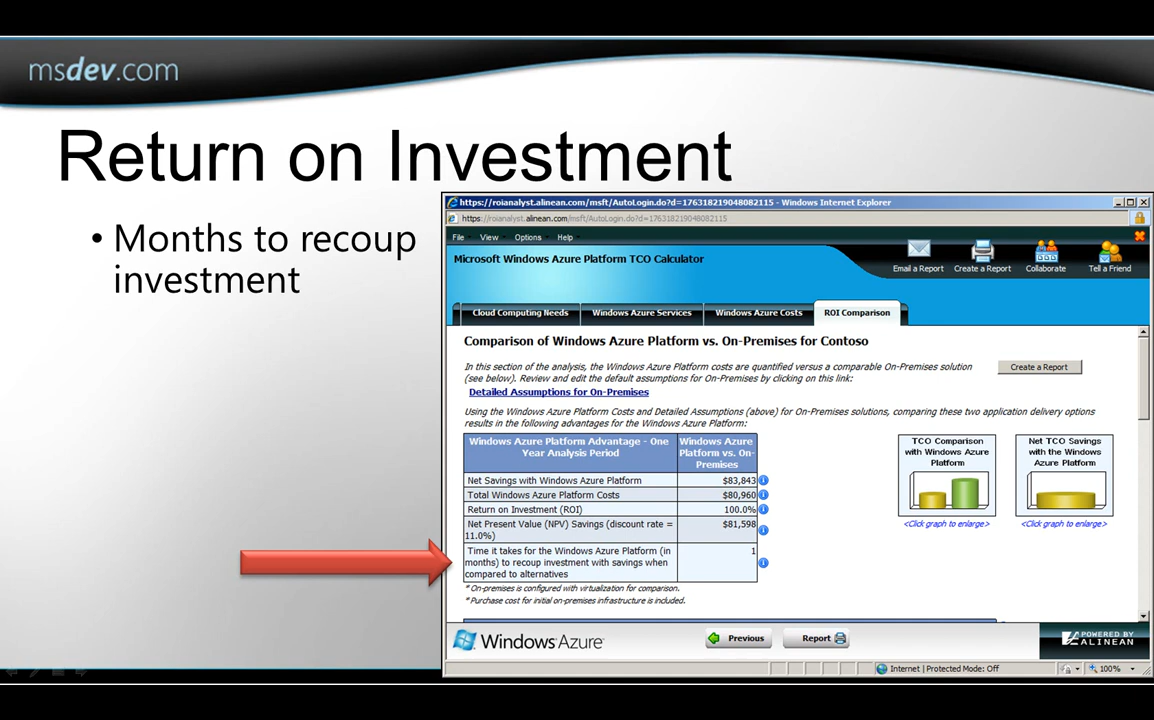 msdev.com
Return on Investment
• Months to recoup
investment
https://roianalyst.alinean.com/msft/AutoLogin.do?d=176318219048082115 - Windows Internet Explorer
https://roianalyst.alinean.com/msft/AutoLogin.do?d=176318219048082115
File View Options Help
Microsoft Windows Azure Platform TCO Calculator
Email a Report Create a Report Collaborate Tell a Friend
Cloud Computing Needs Windows Azure Services Windows Azure Costs ROI Comparison
Comparison of Windows Azure Platform vs. On-Premises for Contoso
In this section of the analysis, the Windows Azure Platform costs are quantified versus a comparable On-Premises solution
(see below). Review and edit the default assumptions for On-Premises by clicking on this link:
Create a Report
Detailed Assumptions for On-Premises
Using the Windows Azure Platform Costs and Detailed Assumptions (above) for On-Premises solutions, comparing these two application delivery options
results in the following advantages for the Windows Azure Platform:
Windows Azure Platform Advantage - One
Year Analysis Period
Windows Azure
Platform vs. On-
Premises
Net Savings with Windows Azure Platform $83,843
Total Windows Azure Platform Costs $80,960
Return on Investment (ROI) 100.0%
Net Present Value (NPV) Savings (discount rate = $81,598
11.0%)
Time it takes for the Windows Azure Platform (in 1
months) to recoup investment with savings when
compared to alternatives
* On-premises is configured with virtualization for comparison.
* Purchase cost for initial on-premises infrastructure is included.
TCO Comparison
with Windows Azure
Platform
<Click graph to enlarge>
Net TCO Savings
with the Windows
Azure Platform
<Click graph to enlarge>
Windows Azure
Previous Report
POWERED BY
ALINEAN
Internet | Protected Mode: Off 100%